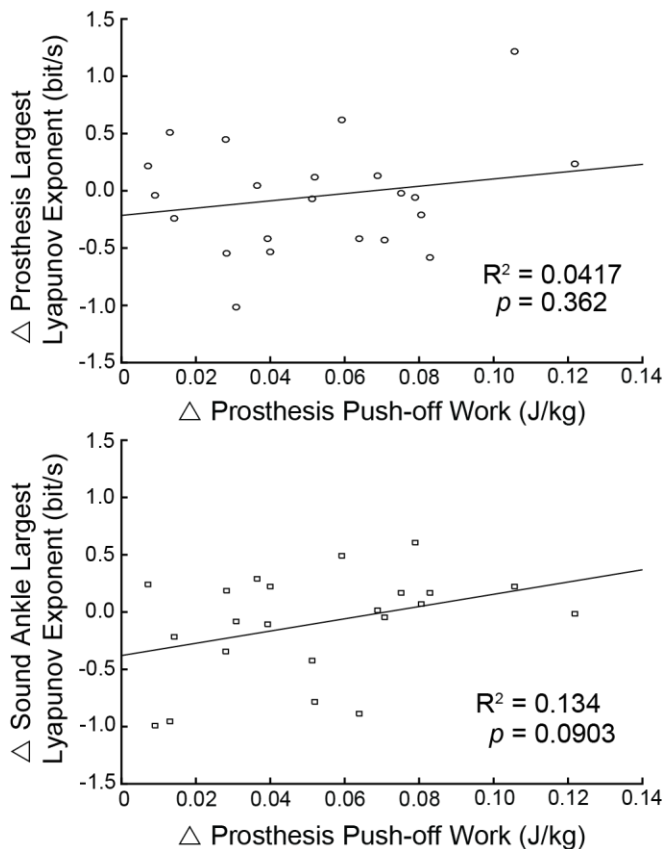 △ Prosthesis Largest
Lyapunov Exponent (bit/s)
1.5
1.0
0.5
0.0
-0.5
-1.0
-1.5
R² = 0.0417
p = 0.362
0 0.02 0.04 0.06 0.08 0.10 0.12 0.14
△ Prosthesis Push-off Work (J/kg)
△ Sound Ankle Largest
Lyapunov Exponent (bit/s)
1.5
1.0
0.5
0.0
-0.5
-1.0
-1.5
R² = 0.134
p = 0.0903
0 0.02 0.04 0.06 0.08 0.10 0.12 0.14
△ Prosthesis Push-off Work (J/kg)